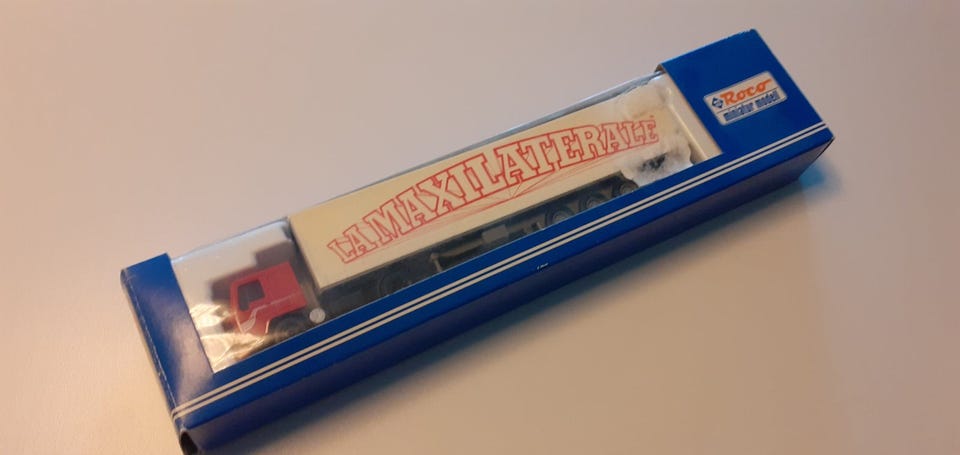 LA MAXILATERALE
Roco
miniatur modell